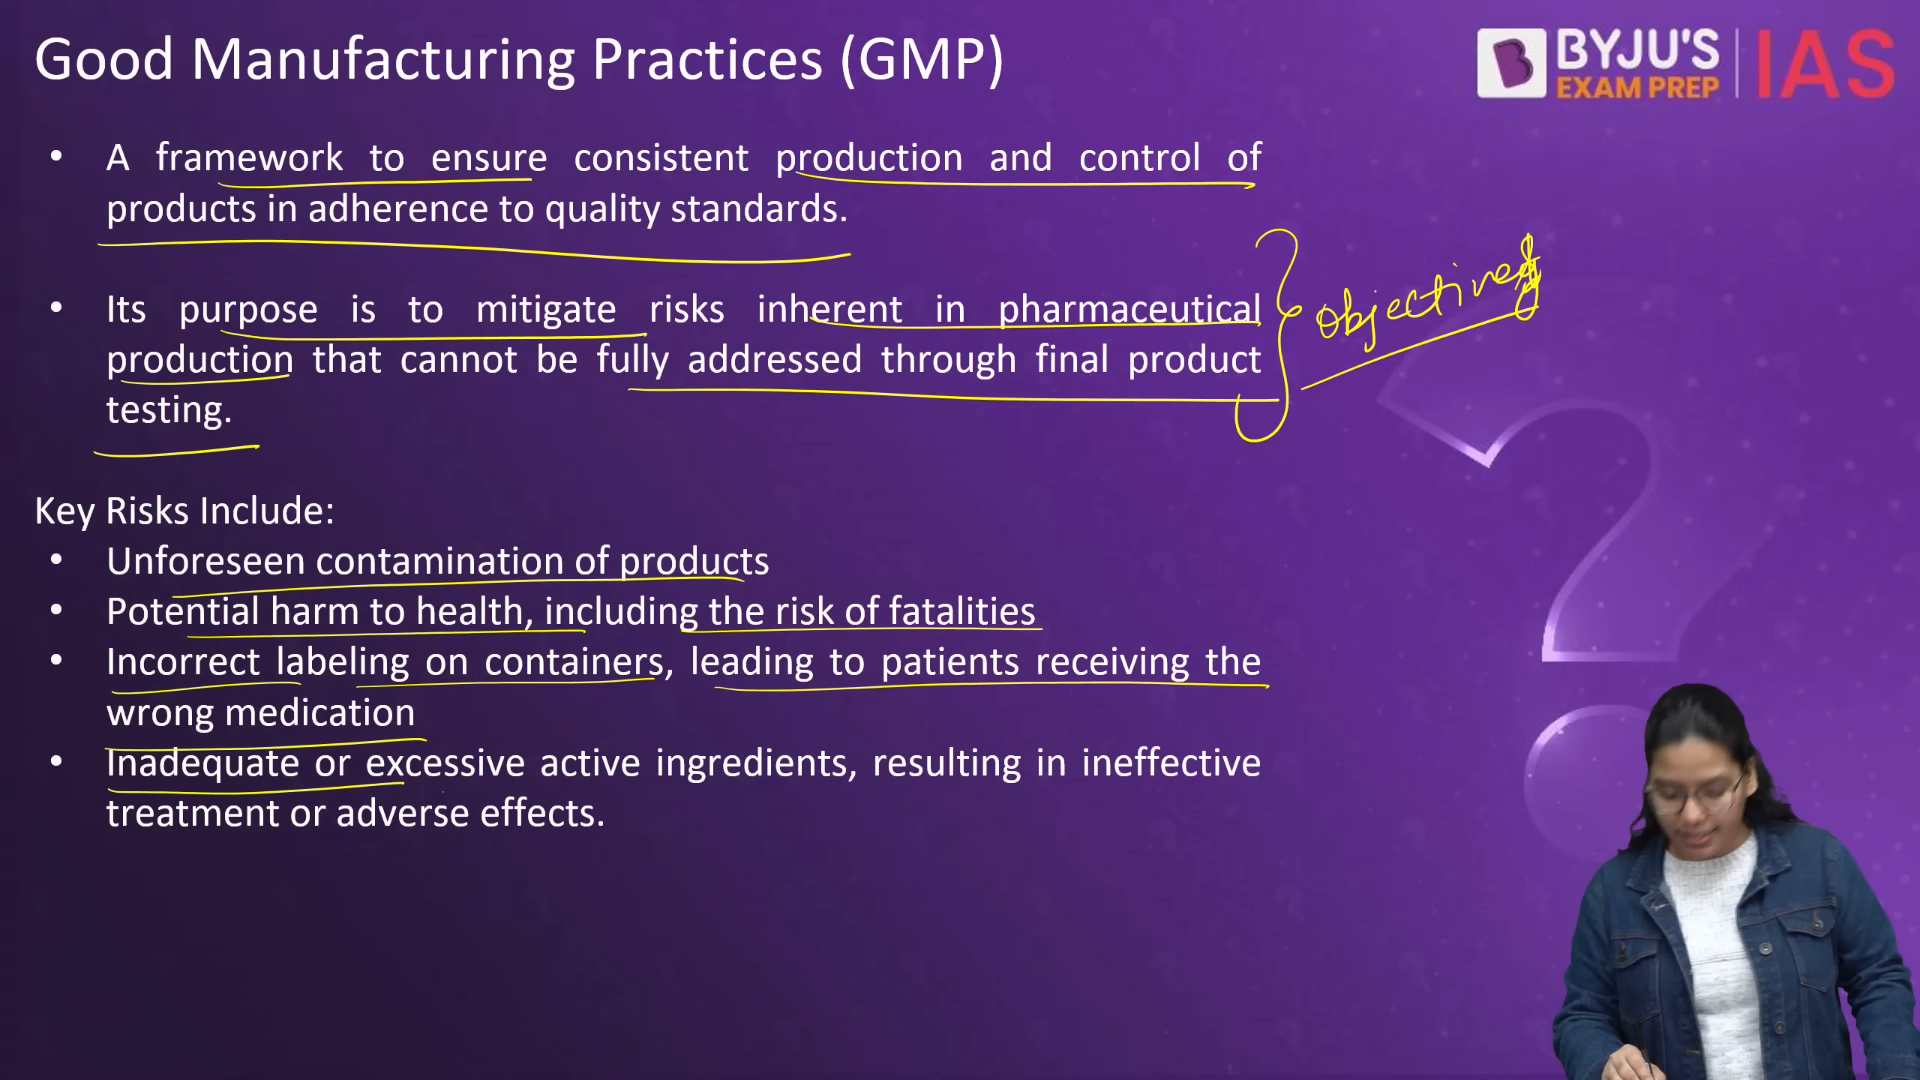 Good Manufacturing Practices (GMP)
BYJU'S
EXAM PREP
IAS
• A framework to ensure consistent production and control of
products in adherence to quality standards.
• Its purpose is to mitigate risks inherent in pharmaceutical
production that cannot be fully addressed through final product
testing.
objectives
Key Risks Include:
• Unforeseen contamination of products
• Potential harm to health, including the risk of fatalities
• Incorrect labeling on containers, leading to patients receiving the
wrong medication
• Inadequate or excessive active ingredients, resulting in ineffective
treatment or adverse effects.